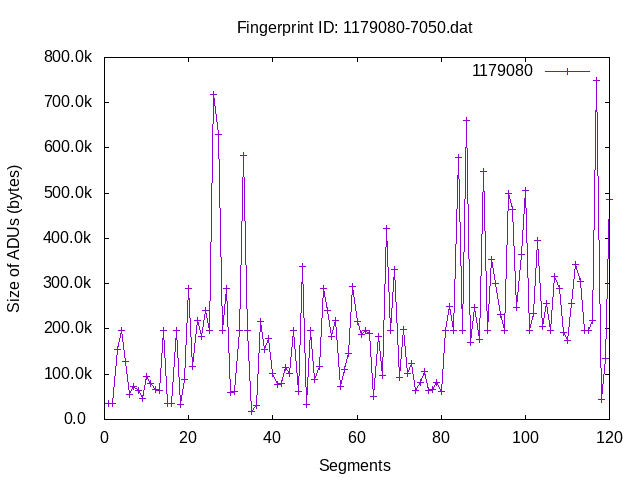 Fingerprint ID: 1179080-7050.dat
1179080
Size of ADUs (bytes)
800.0k
700.0k
600.0k
500.0k
400.0k
300.0k
200.0k
100.0k
0.0
0 20 40 60 80 100 120
Segments